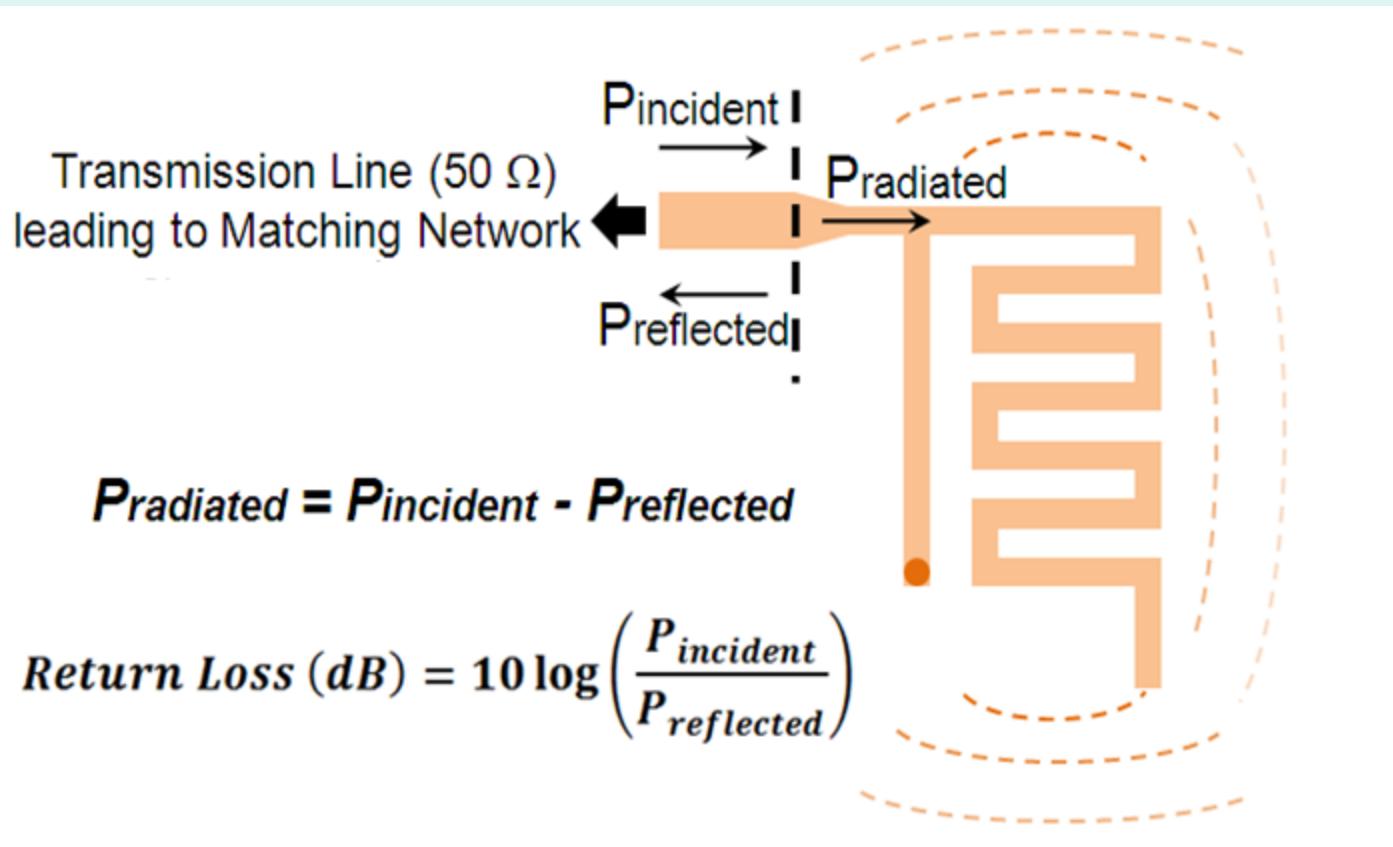 Pincident
Transmission Line (50 Ω)
leading to Matching Network
Pradiated
Preflected
Pradiated = Pincident - Preflected
Return Loss (dB) = 10 log(Pincident/Preflected)